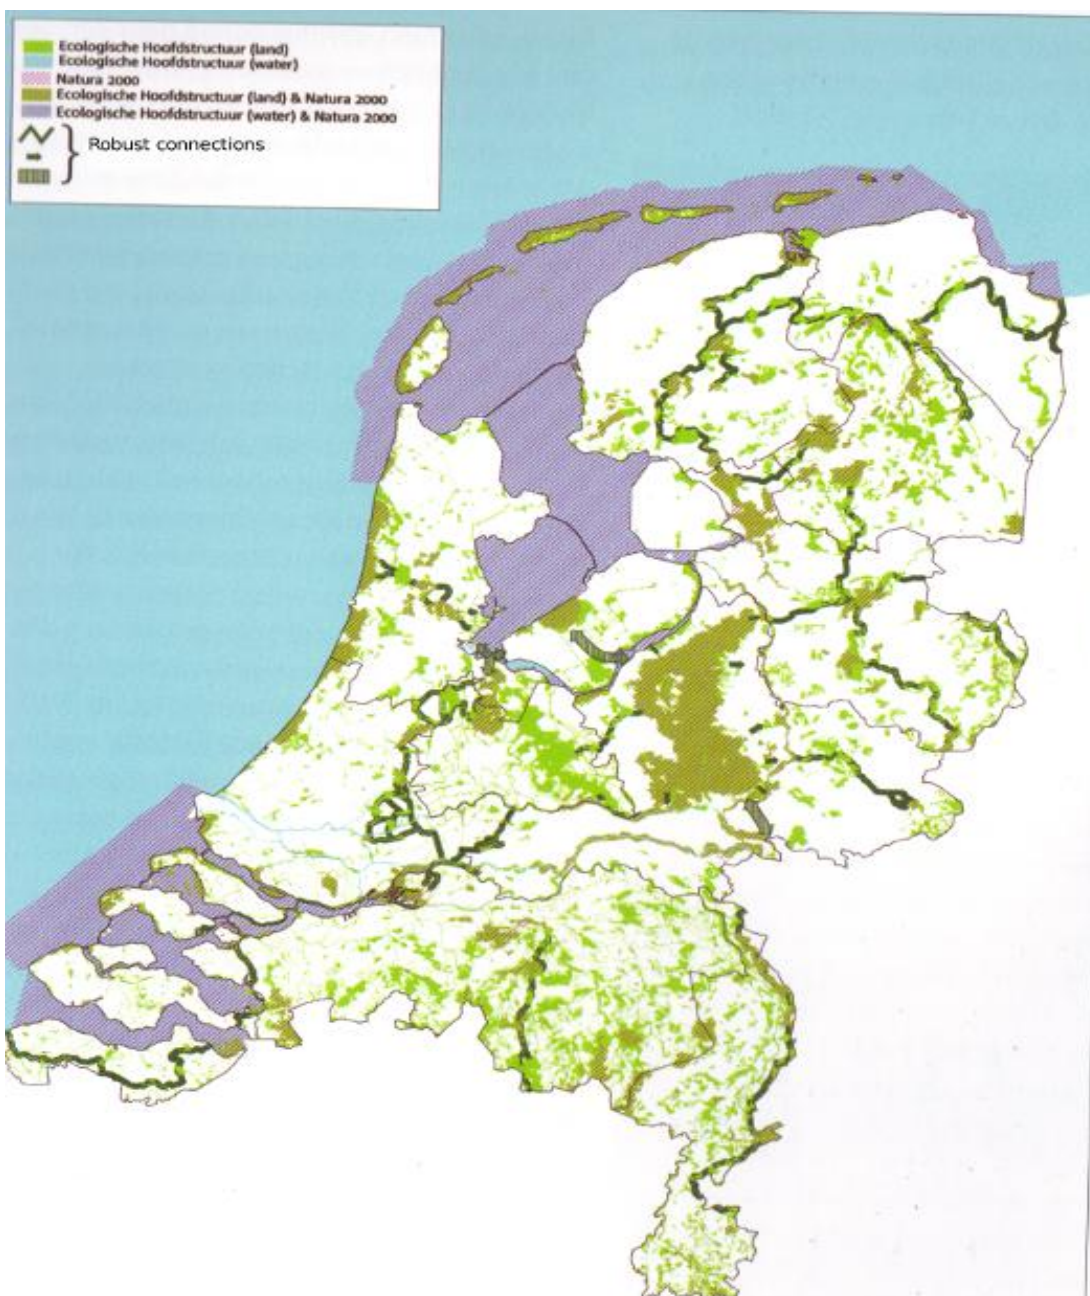 Ecologische Hoofdstructuur (land)
Ecologische Hoofdstructuur (water)
Natura 2000
Ecologische Hoofdstructuur (land) & Natura 2000
Ecologische Hoofdstructuur (water) & Natura 2000
Robust connections